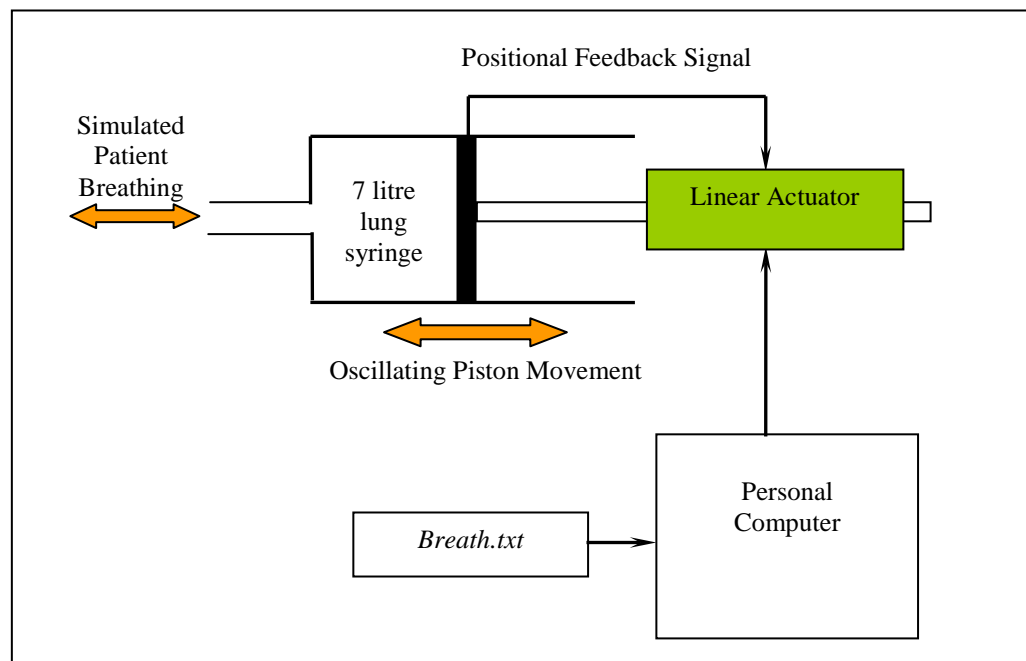 Positional Feedback Signal
Simulated
Patient
Breathing
7 litre
lung
syringe
Linear Actuator
Oscillating Piston Movement
Personal
Computer
Breath.txt